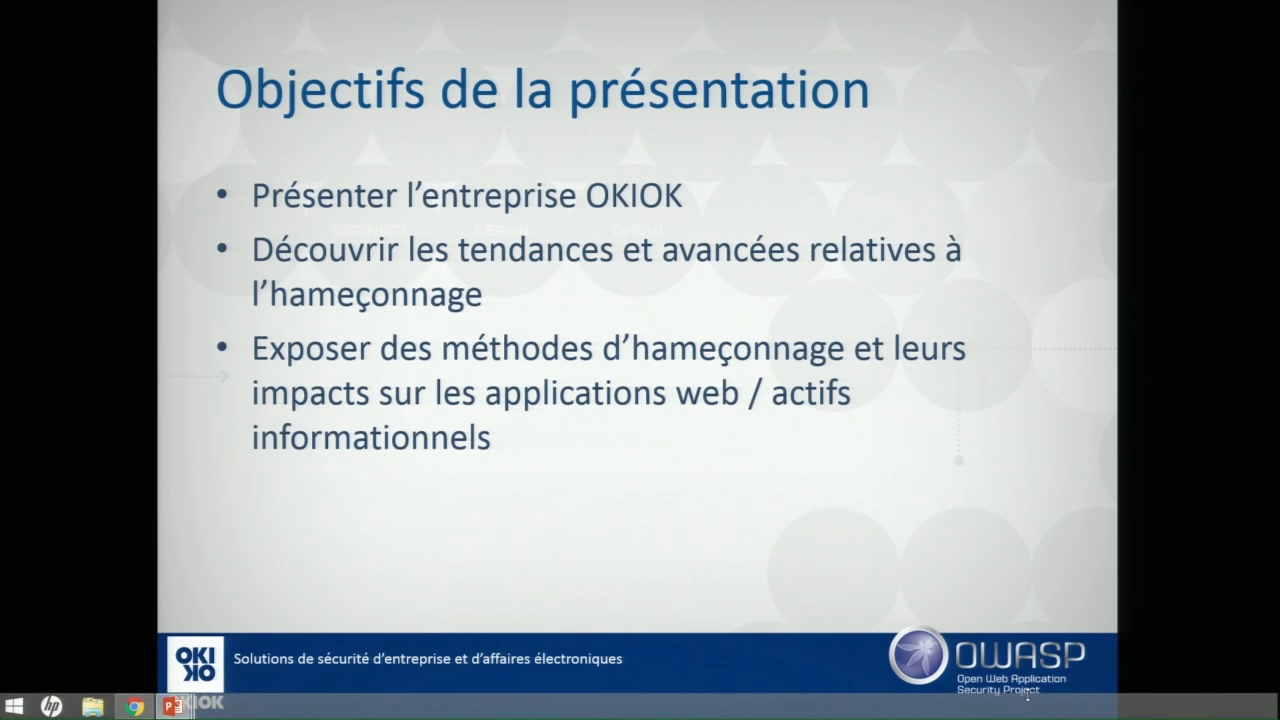 Objectifs de la présentation
• Présenter l’entreprise OKIOK
• Découvrir les tendances et avancées relatives à
l’hameçonnage
• Exposer des méthodes d’hameçonnage et leurs
impacts sur les applications web / actifs
informationnels
OKI
OK
Solutions de sécurité d’entreprise et d’affaires électroniques
OWASP
Open Web Application
Security Project
hp